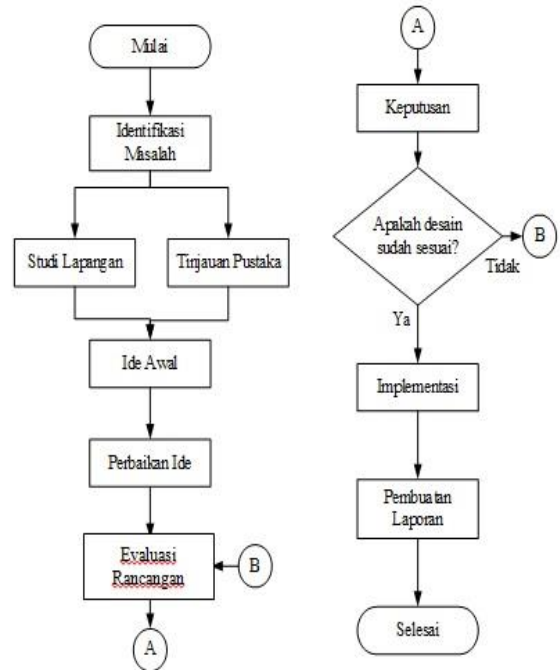 Mulai
Identifikasi
Masalah
Studi Lapangan
Tinjauan Pustaka
Ide Awal
Perbaikan Ide
Evaluasi
Rancangan
B
A
A
Keputusan
Apakah desain
sudah sesuai?
B
Tidak
Ya
Implementasi
Pembuatan
Laporan
Selesai